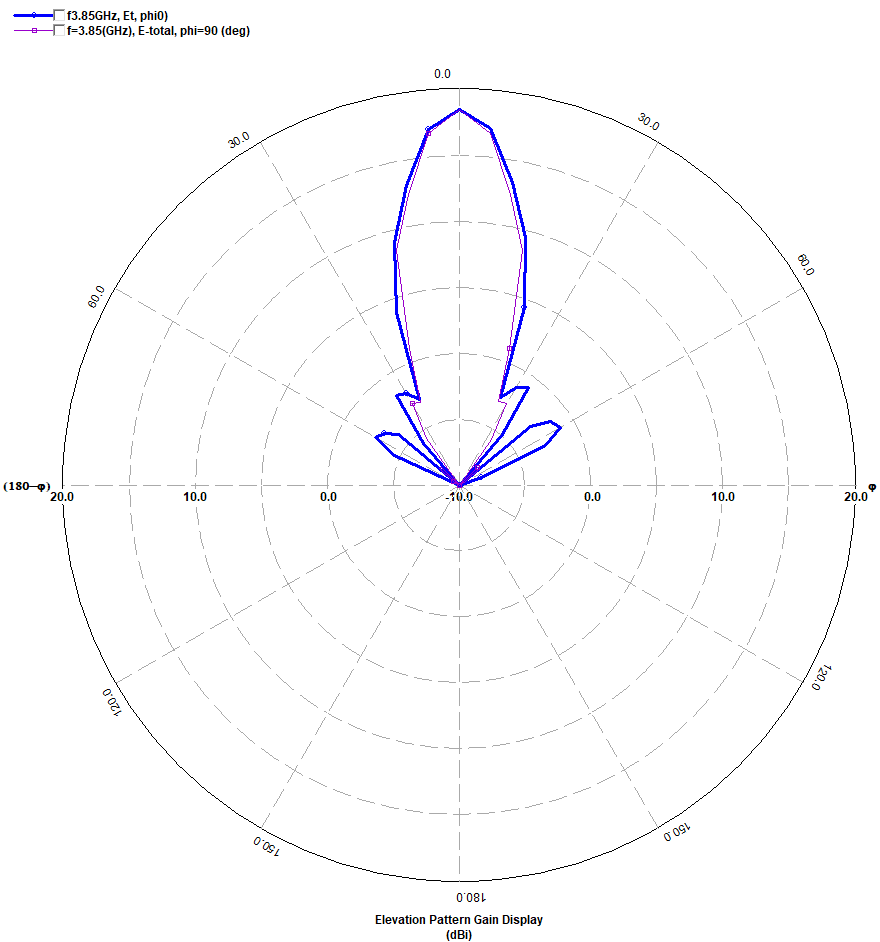 f3.85GHz, Et, phi0)
f=3.85(GHz), E-total, phi=90 (deg)
0.0
30.0
30.0
60.0
60.0
(180−φ)
φ
20.0
10.0
0.0
-10.0
0.0
10.0
20.0
120.0
120.0
150.0
150.0
180.0
Elevation Pattern Gain Display
(dBi)